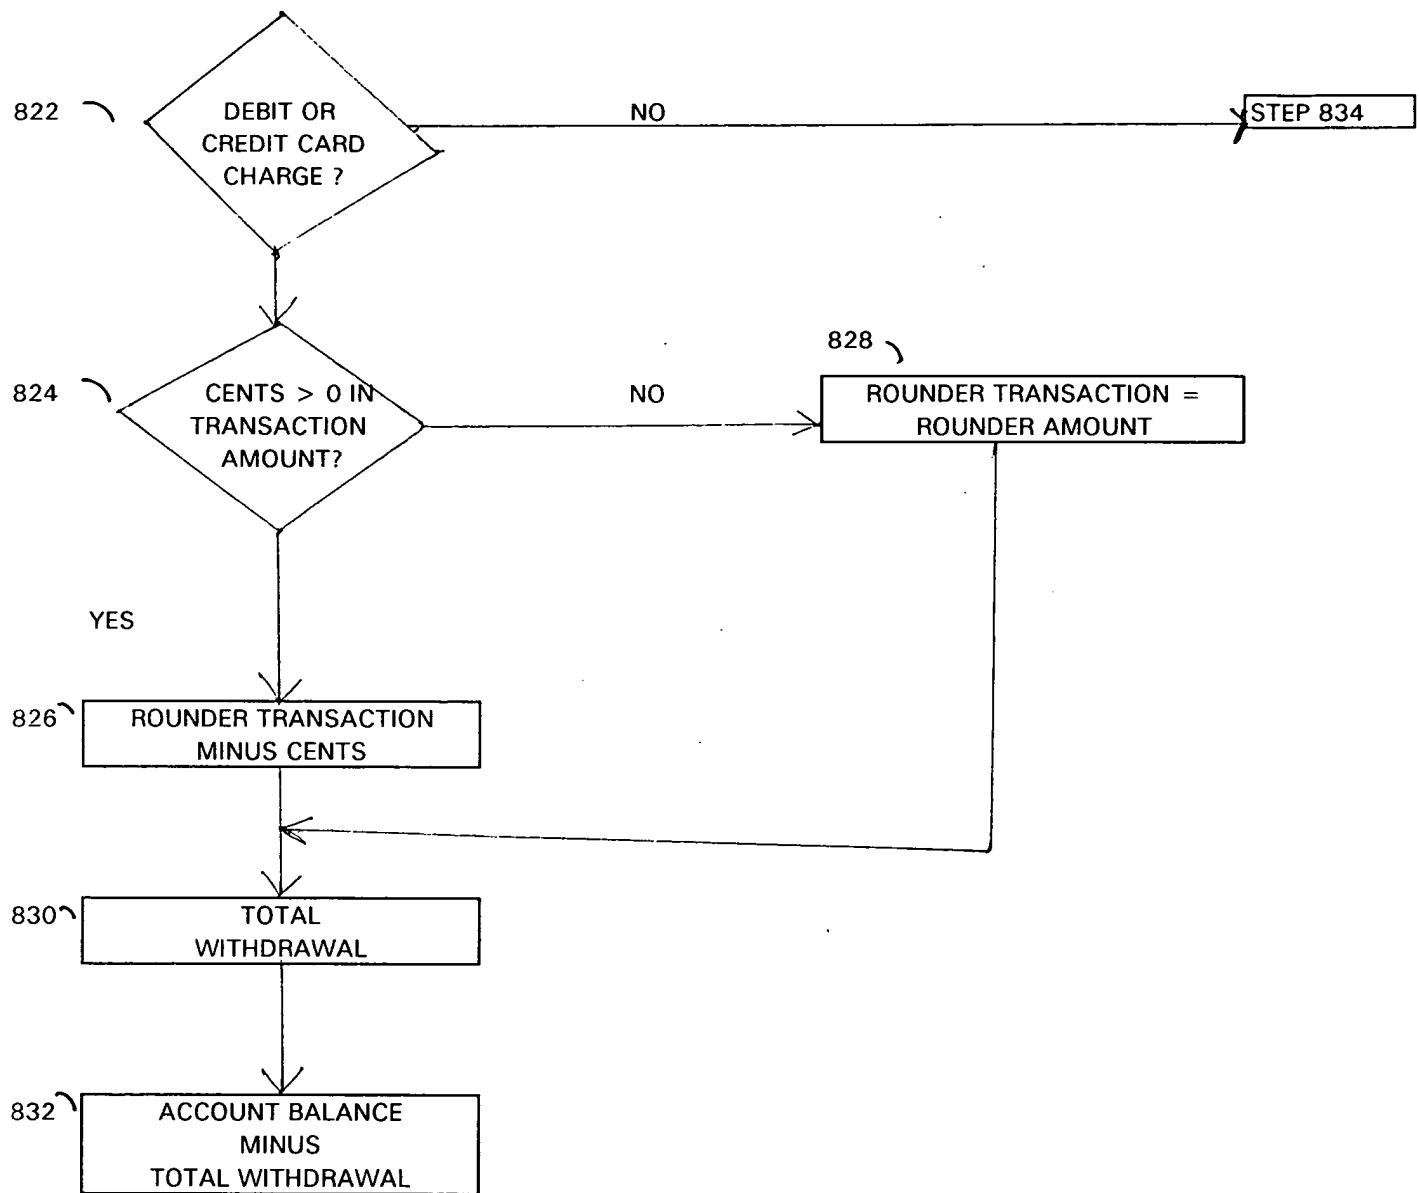 822
DEBIT OR
CREDIT CARD
CHARGE ?
NO
STEP 834
824
CENTS > 0 IN
TRANSACTION
AMOUNT?
NO
828
ROUNDER TRANSACTION =
ROUNDER AMOUNT
YES
826
ROUNDER TRANSACTION
MINUS CENTS
830
TOTAL
WITHDRAWAL
832
ACCOUNT BALANCE
MINUS
TOTAL WITHDRAWAL